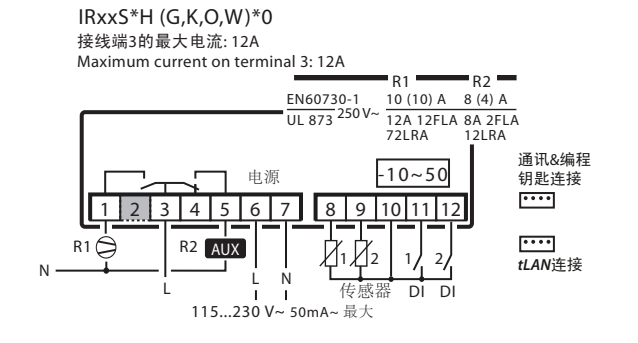 IRxxS*H (G,K,O,W)*0
接线端3的最大电流: 12A
Maximum current on terminal 3: 12A
R1 R2
EN60730-1 10 (10) A 8 (4) A
UL 873 250 V~ 12A 12FLA 8A 2FLA
72LRA 12LRA
通讯&编程
钥匙连接
电源 -10~50
1 2 3 4 5 6 7 8 9 10 11 12
R1 R2 AUX 1 2 1 2
tLAN连接
N L L N 传感器 DI DI
115...230 V~ 50mA~ 最大